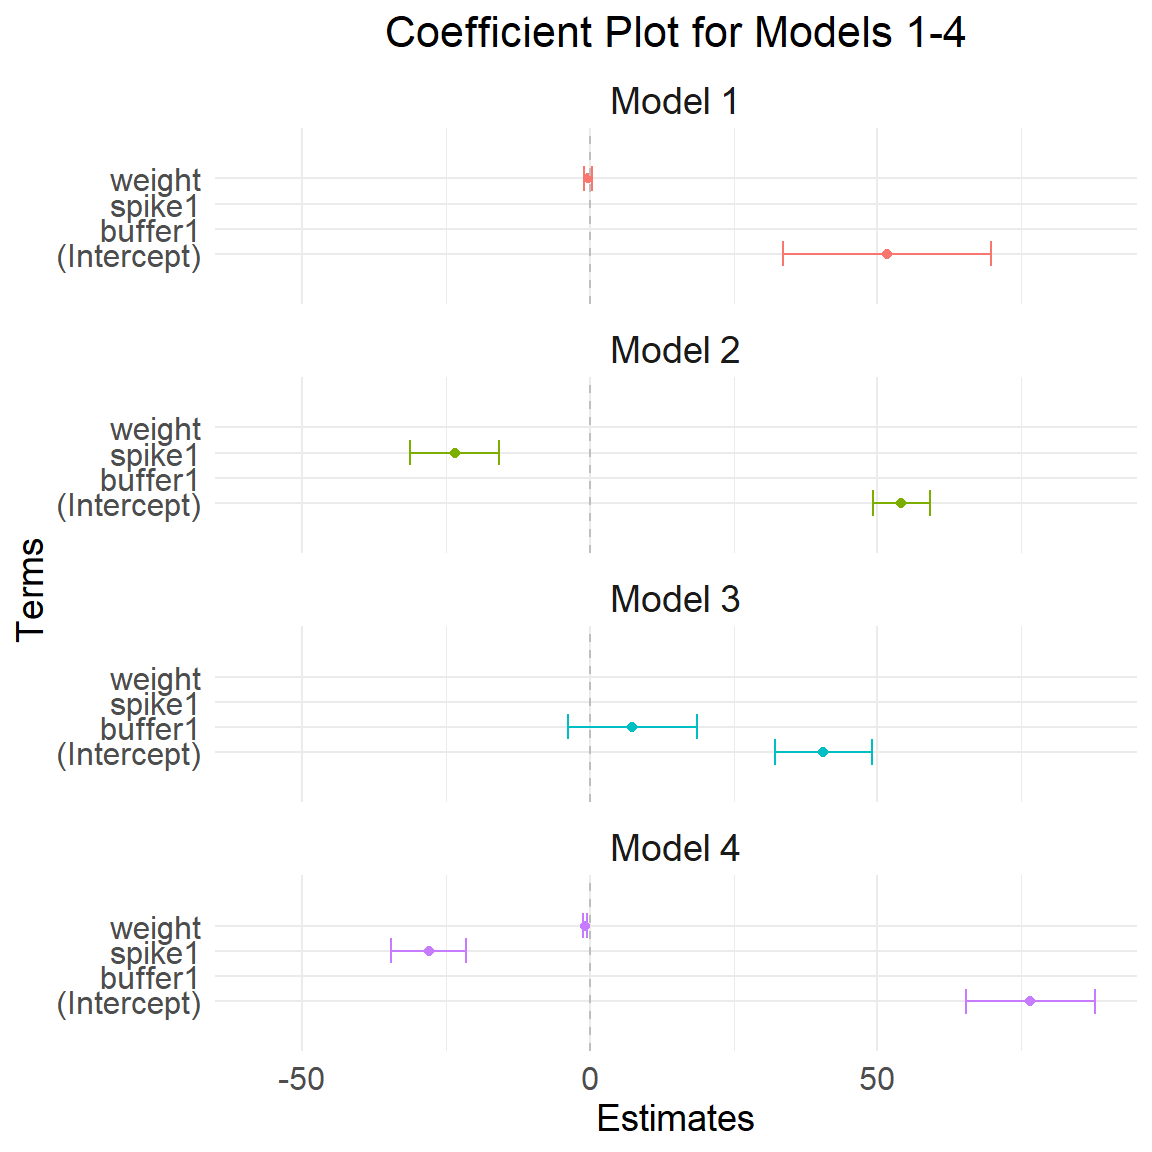 Coefficient Plot for Models 1-4
Model 1
weight
spike1
buffer1
(Intercept)
Model 2
weight
spike1
buffer1
(Intercept)
Terms
Model 3
weight
spike1
buffer1
(Intercept)
Model 4
weight
spike1
buffer1
(Intercept)
-50 0 50
Estimates